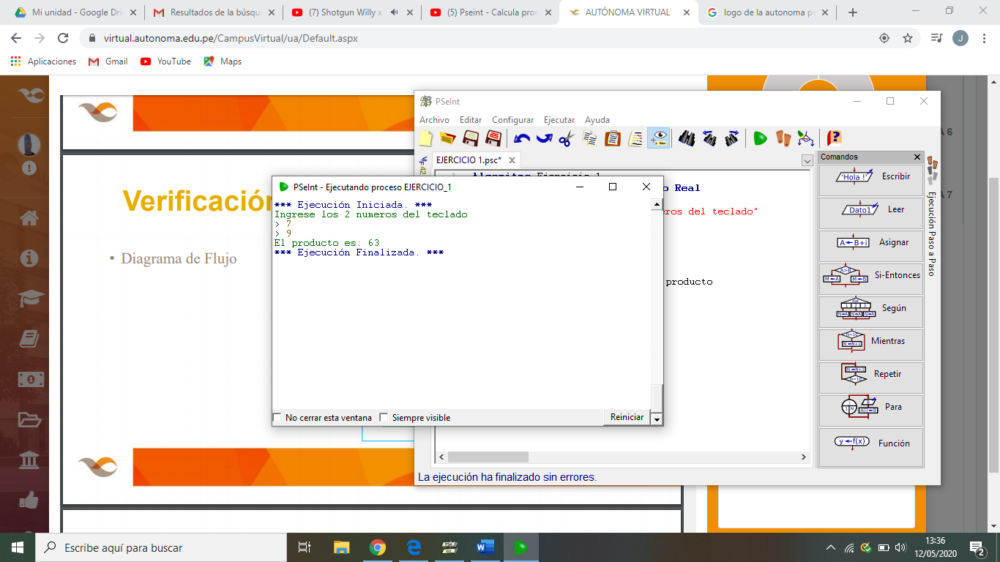 Mi unidad - Google Dri
Resultados de la búsqu
(7) Shotgun Willy x
(5) Pseint - Calcula pro
AUTÓNOMA VIRTUAL
logo de la autonoma pe
virtual.autonoma.edu.pe/CampusVirtual/ua/Default.aspx
J
Aplicaciones
Gmail
YouTube
Maps
PSeInt
Archivo
Editar
Configurar
Ejecutar
Ayuda
EJERCICIO 1.psc*
Comandos
Algoritmo Ejercicio_1
o Real
ros del teclado"
producto
'Hola !'
Escribir
Dato1
Leer
A←B+i
Asignar
A>B
Si-Entonces
Según
Mientras
Repetir
Para
y←f(x)
Función
Ejecución Paso a Paso
A 6
A 7
Verificación
• Diagrama de Flujo
PSeInt - Ejecutando proceso EJERCICIO_1
*** Ejecución Iniciada. ***
Ingrese los 2 numeros del teclado
> 7
> 9
El producto es: 63
*** Ejecución Finalizada. ***
No cerrar esta ventana
Siempre visible
Reiniciar
La ejecución ha finalizado sin errores.
Escribe aquí para buscar
13:36
12/05/2020
2